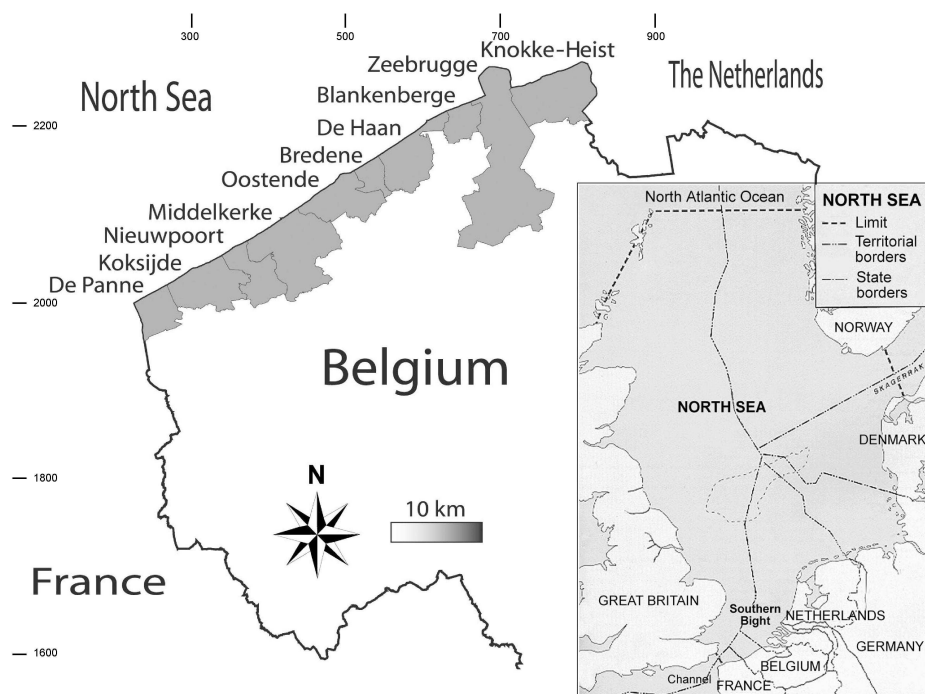 300
500
700
900
Knokke-Heist
Zeebrugge
The Netherlands
North Sea
Blankenberge
2200
De Haan
Bredene
Oostende
Middelkerke
Nieuwpoort
Koksijde
De Panne
2000
Belgium
1800
N
10 km
France
1600
North Atlantic Ocean
NORTH SEA
Limit
Territorial
borders
State
borders
NORWAY
SKAGERRAK
NORTH SEA
DENMARK
GREAT BRITAIN
Southern
Bight
NETHERLANDS
GERMANY
BELGIUM
Channel
FRANCE